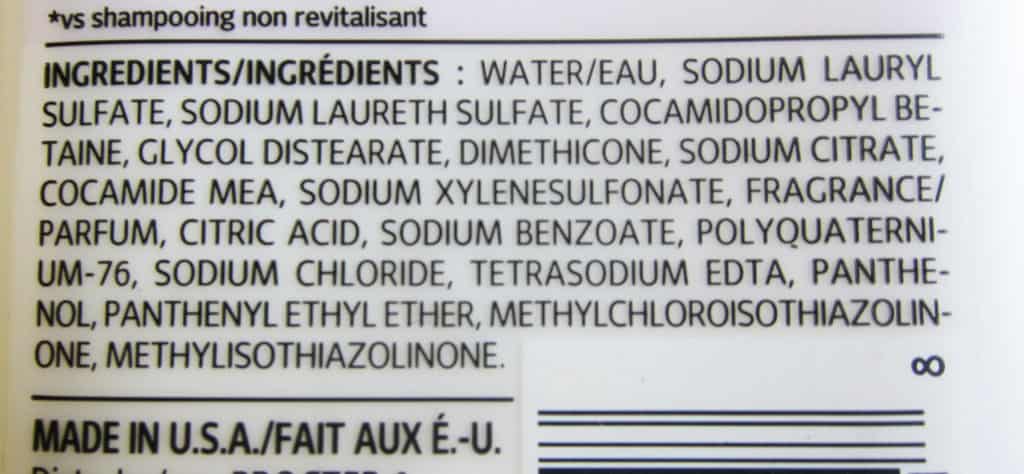 *vs shampooing non revitalisant
INGREDIENTS/INGRÉDIENTS : WATER/EAU, SODIUM LAURYL
SULFATE, SODIUM LAURETH SULFATE, COCAMIDOPROPYL BE-
TAINE, GLYCOL DISTEARATE, DIMETHICONE, SODIUM CITRATE,
COCAMIDE MEA, SODIUM XYLENESULFONATE, FRAGRANCE/
PARFUM, CITRIC ACID, SODIUM BENZOATE, POLYQUATERNI-
UM-76, SODIUM CHLORIDE, TETRASODIUM EDTA, PANTHE-
NOL, PANTHENYL ETHYL ETHER, METHYLCHLOROISOTHIAZOLIN-
ONE, METHYLISOTHIAZOLINONE.
∞
MADE IN U.S.A./FAIT AUX É.-U.